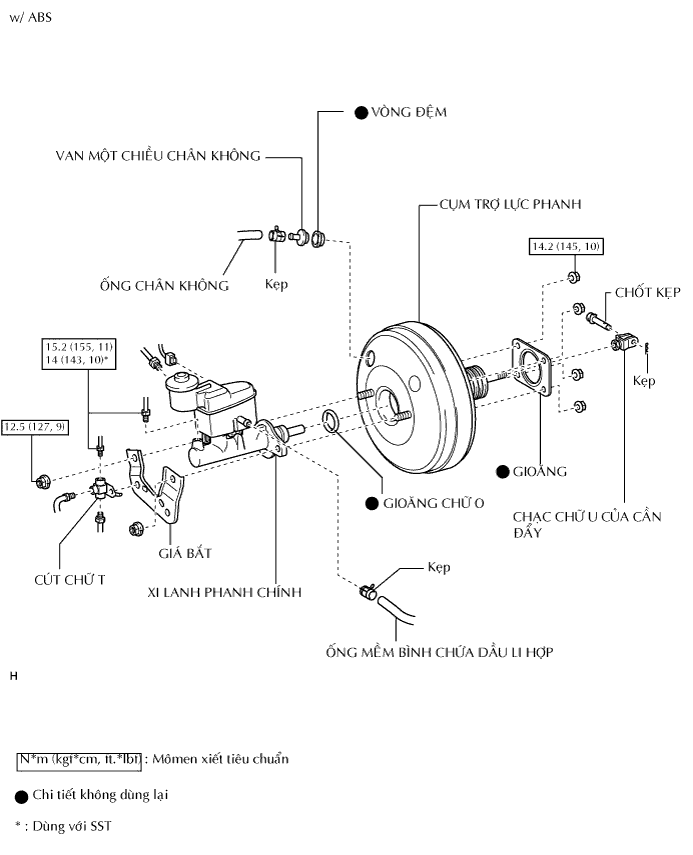 w/ ABS
● VÒNG ĐỆM
VAN MỘT CHIỀU CHÂN KHÔNG
CỤM TRỢ LỰC PHANH
14.2 (145, 10)
ỐNG CHÂN KHÔNG
Kẹp
CHỐT KẸP
15.2 (155, 11)
14 (143, 10)*
Kẹp
12.5 (127, 9)
● GIOĂNG
● GIOĂNG CHỮ O
CHẠC CHỮ U CỦA CẦN
ĐẨY
GIÁ BẮT
CÚT CHỮ T
XI LANH PHANH CHÍNH
Kẹp
ỐNG MỀM BÌNH CHỨA DẦU LI HỢP
H
N*m (kgf*cm, ft.*lbf) : Mômen xiết tiêu chuẩn
● Chi tiết không dùng lại
* : Dùng với SST